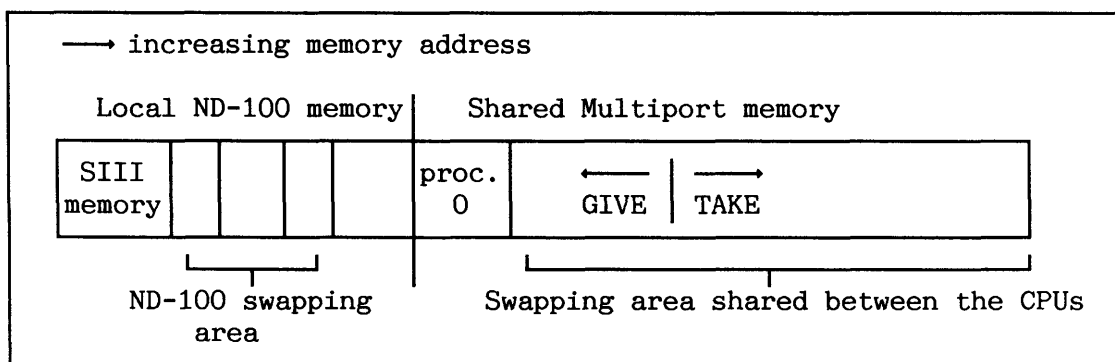 ⟶ increasing memory address
Local ND-100 memory
Shared Multiport memory
SIII
memory
proc.
0
⟵ ⟶
GIVE TAKE
ND-100 swapping
area
Swapping area shared between the CPUs